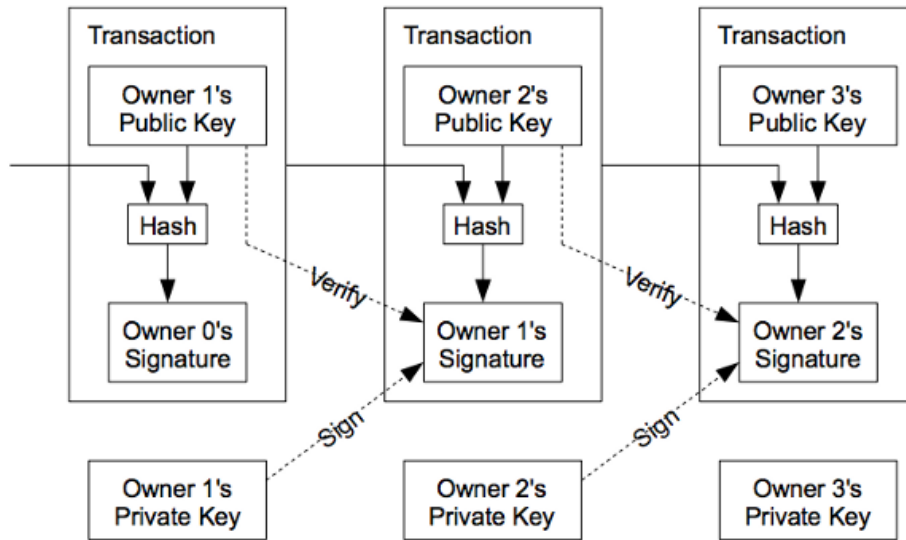 Transaction
Transaction
Transaction
Owner 1's
Public Key
Owner 2's
Public Key
Owner 3's
Public Key
Hash
Hash
Hash
Verify
Verify
Owner 0's
Signature
Owner 1's
Signature
Owner 2's
Signature
Sign
Sign
Owner 1's
Private Key
Owner 2's
Private Key
Owner 3's
Private Key